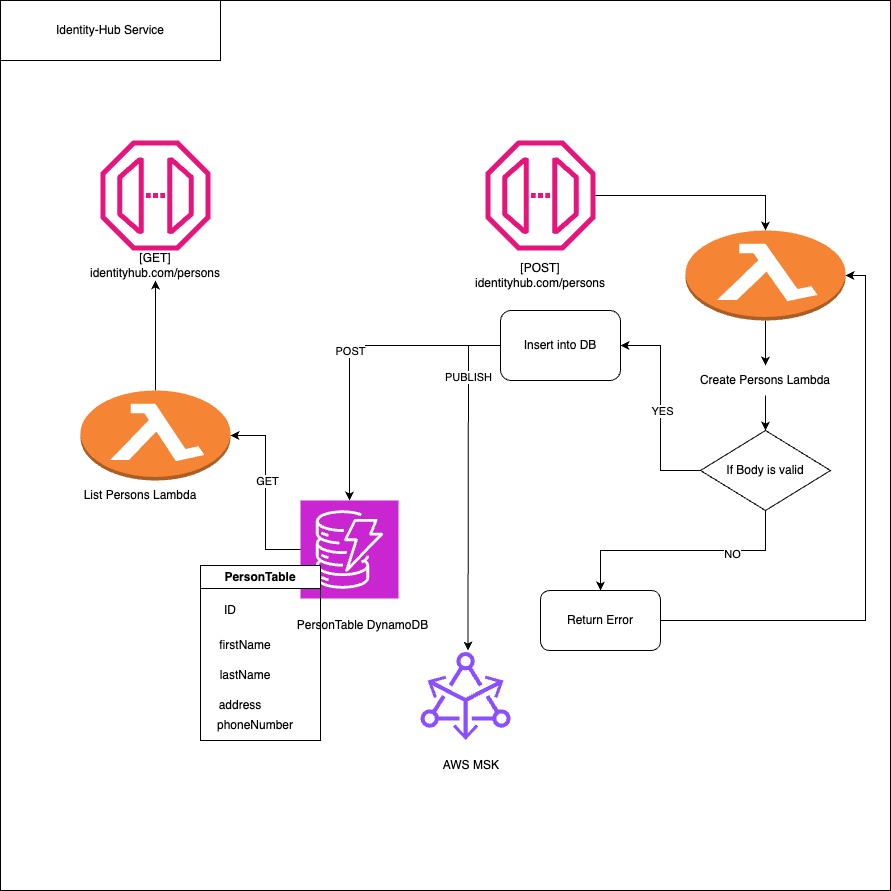 Identity-Hub Service
[GET]
identityhub.com/persons
[POST]
identityhub.com/persons
Insert into DB
POST
PUBLISH
Create Persons Lambda
YES
If Body is valid
GET
List Persons Lambda
NO
PersonTable
ID
firstName
lastName
address
phoneNumber
PersonTable DynamoDB
Return Error
AWS MSK